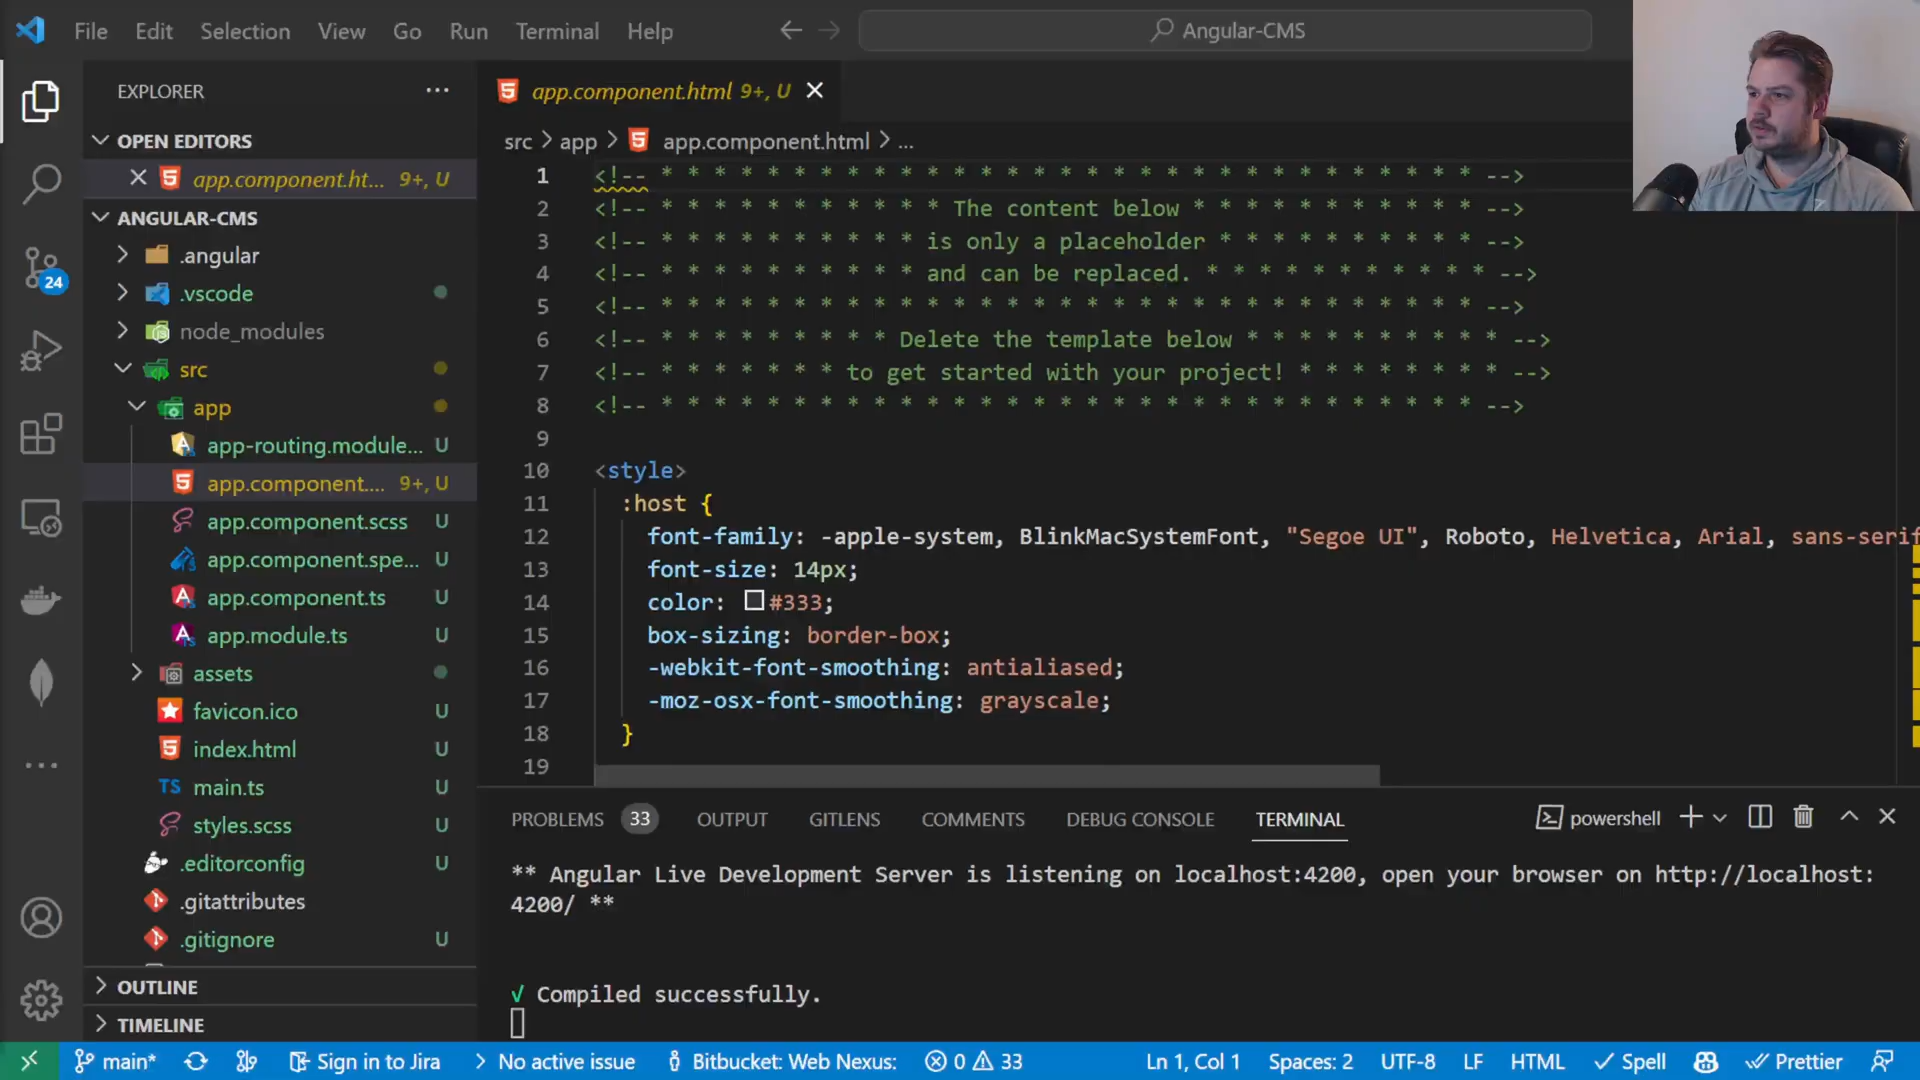 File Edit Selection View Go Run Terminal Help
Angular-CMS
EXPLORER
OPEN EDITORS
app.component.ht... 9+, U
ANGULAR-CMS
.angular
.vscode
node_modules
src
app
app-routing.module... U
app.component.... 9+, U
app.component.scss U
app.component.spe... U
app.component.ts U
app.module.ts U
assets
favicon.ico U
index.html U
TS main.ts U
styles.scss U
.editorconfig U
.gitattributes
.gitignore U
OUTLINE
TIMELINE
24
app.component.html 9+, U
src > app > app.component.html > ...
1 <!-- * * * * * * * * * * * * * * * * * * * * * * * * * * * * * * * -->
2 <!-- * * * * * * * * * * * The content below * * * * * * * * * * * -->
3 <!-- * * * * * * * * * * is only a placeholder * * * * * * * * * * -->
4 <!-- * * * * * * * * * * and can be replaced. * * * * * * * * * * * -->
5 <!-- * * * * * * * * * * * * * * * * * * * * * * * * * * * * * * * -->
6 <!-- * * * * * * * * * Delete the template below * * * * * * * * * * -->
7 <!-- * * * * * * * to get started with your project! * * * * * * * * -->
8 <!-- * * * * * * * * * * * * * * * * * * * * * * * * * * * * * * * -->
9
10 <style>
11 :host {
12 font-family: -apple-system, BlinkMacSystemFont, "Segoe UI", Roboto, Helvetica, Arial, sans-serif
13 font-size: 14px;
14 color: #333;
15 box-sizing: border-box;
16 -webkit-font-smoothing: antialiased;
17 -moz-osx-font-smoothing: grayscale;
18 }
19
PROBLEMS 33 OUTPUT GITLENS COMMENTS DEBUG CONSOLE TERMINAL powershell
** Angular Live Development Server is listening on localhost:4200, open your browser on http://localhost:
4200/ **
√ Compiled successfully.
main* Sign in to Jira No active issue Bitbucket: Web Nexus: 0 33 Ln 1, Col 1 Spaces: 2 UTF-8 LF HTML Spell Prettier